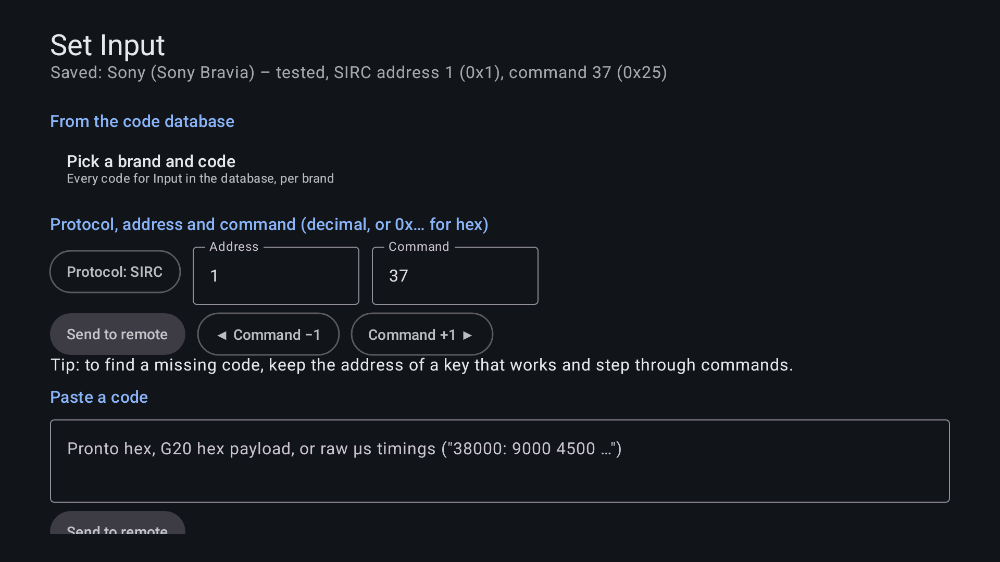 Set Input
Saved: Sony (Sony Bravia) – tested, SIRC address 1 (0x1), command 37 (0x25)
From the code database
Pick a brand and code
Every code for Input in the database, per brand
Protocol, address and command (decimal, or 0x… for hex)
Address
Command
Protocol: SIRC
1
37
Send to remote
◄ Command −1
Command +1 ►
Tip: to find a missing code, keep the address of a key that works and step through commands.
Paste a code
Pronto hex, G20 hex payload, or raw µs timings ("38000: 9000 4500 …")
Send to remote